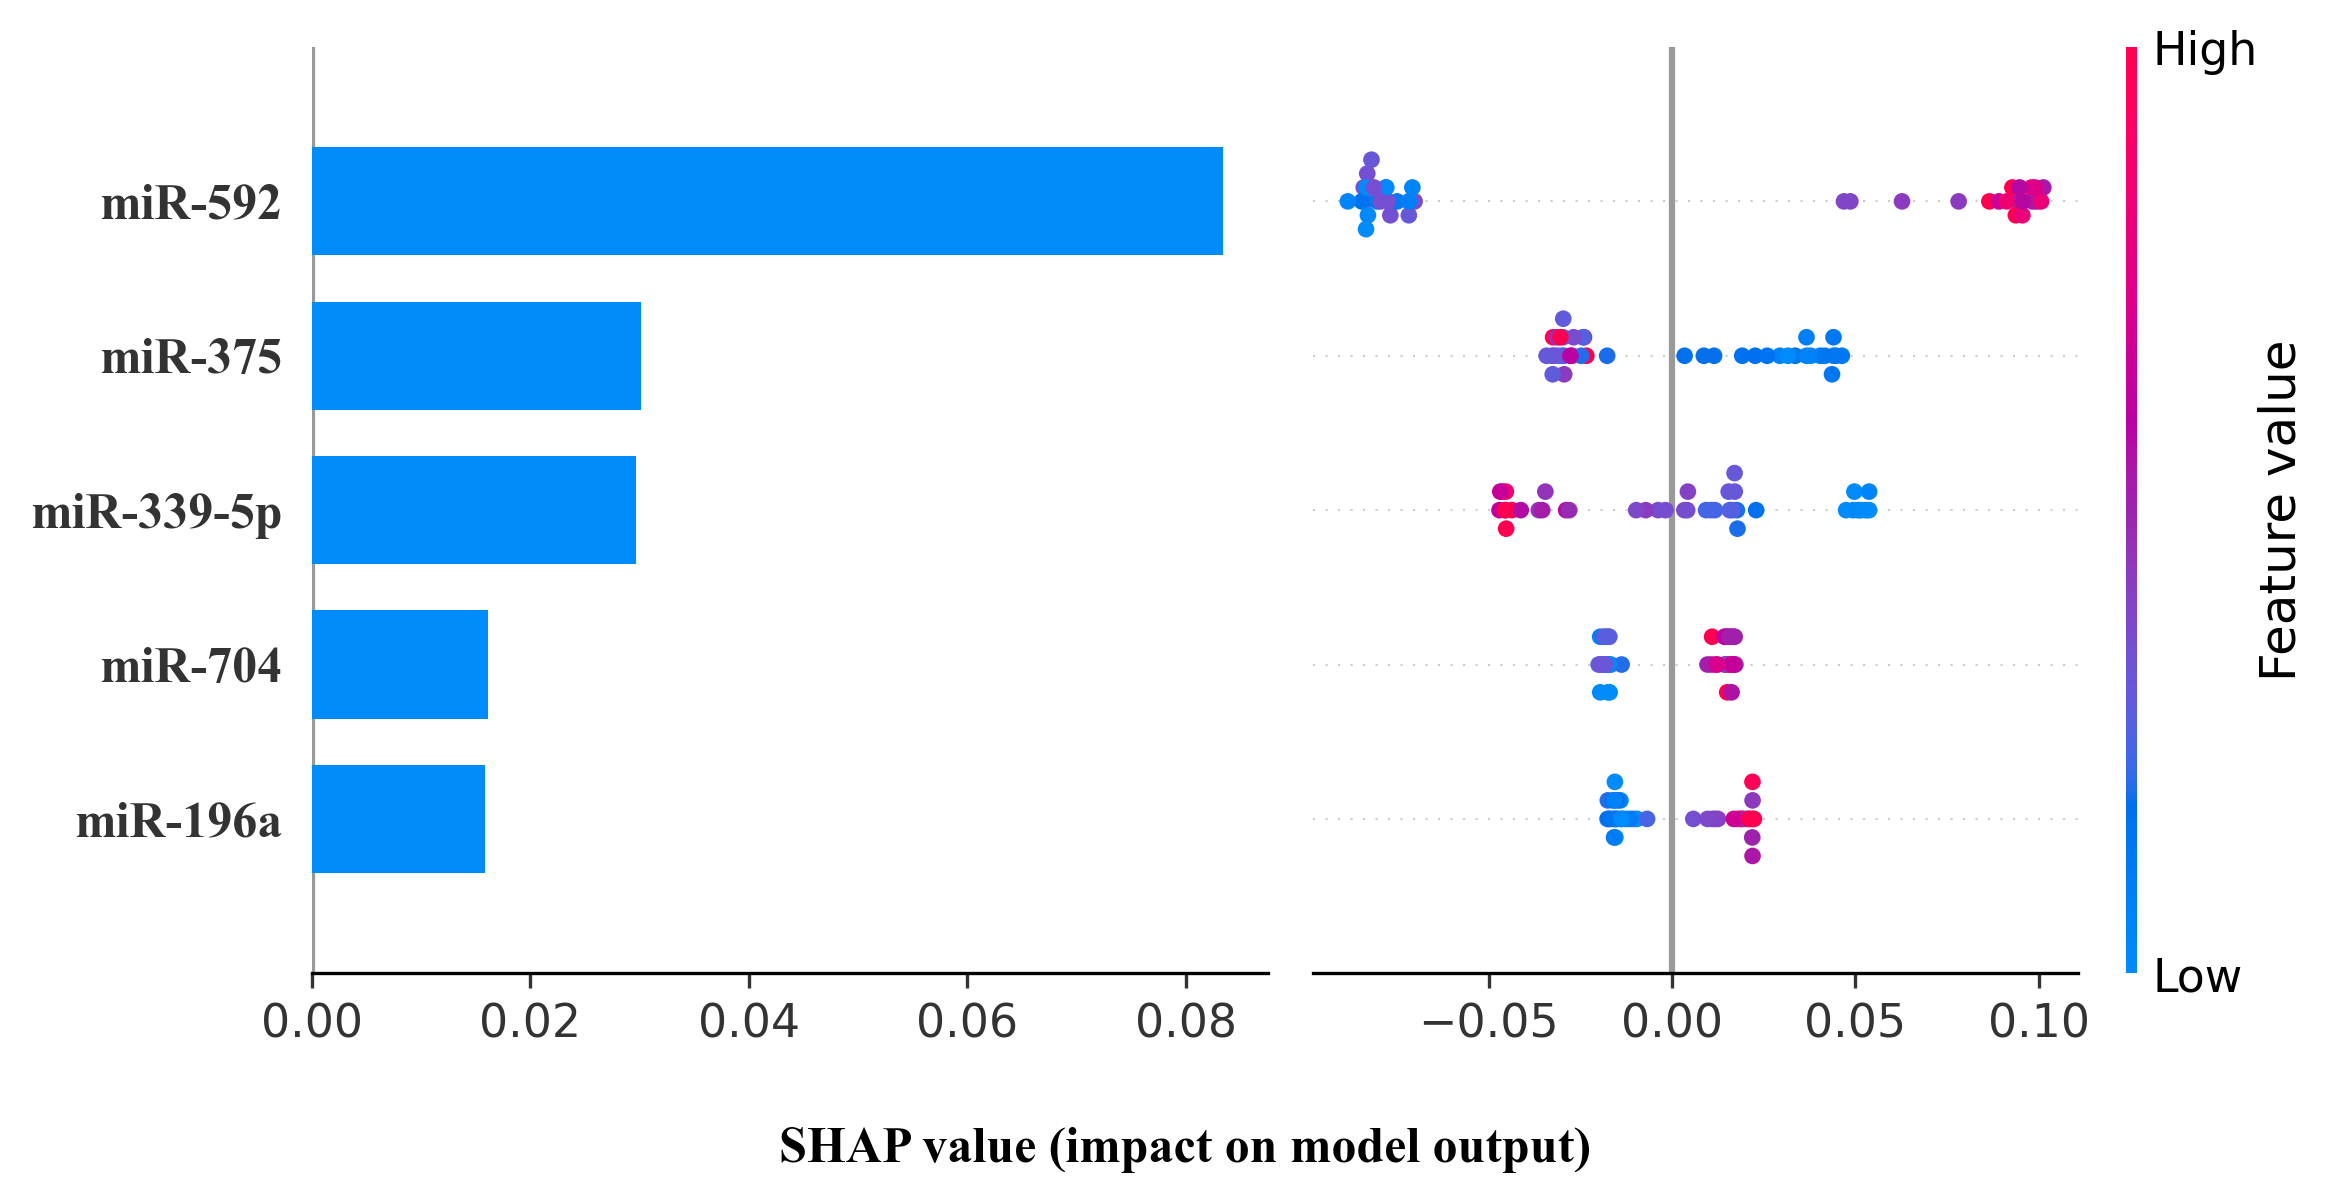 High
miR-592
miR-375
miR-339-5p
miR-704
miR-196a
Feature value
Low
0.00 0.02 0.04 0.06 0.08 −0.05 0.00 0.05 0.10
SHAP value (impact on model output)